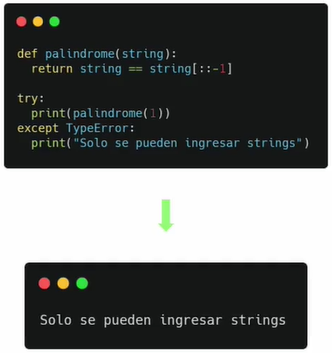 def palindrome(string):
  return string == string[::-1]
try:
  print(palindrome(1))
except TypeError:
  print("Solo se pueden ingresar strings")
Solo se pueden ingresar strings